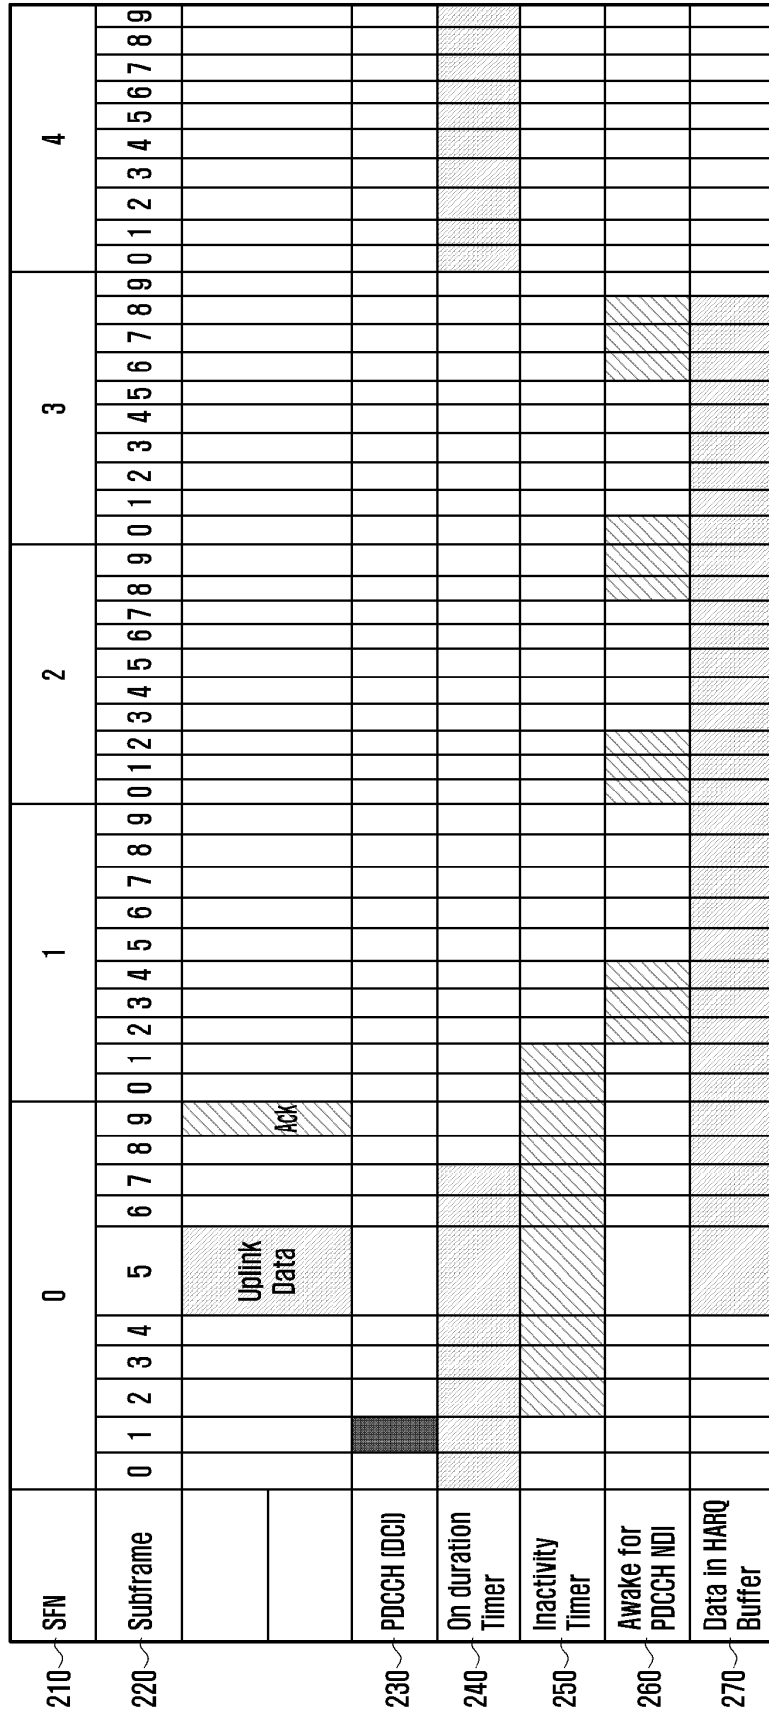 210 SFN 0 1 2 3 4
220 Subframe 0 1 2 3 4 5 6 7 8 9 0 1 2 3 4 5 6 7 8 9 0 1 2 3 4 5 6 7 8 9 0 1 2 3 4 5 6 7 8 9 0 1 2 3 4 5 6 7 8 9
Uplink
Data
Ack
230 PDCCH (DCI)
240 On duration
Timer
250 Inactivity
Timer
260 Awake for
PDCCH NDI
270 Data in HARQ
Buffer